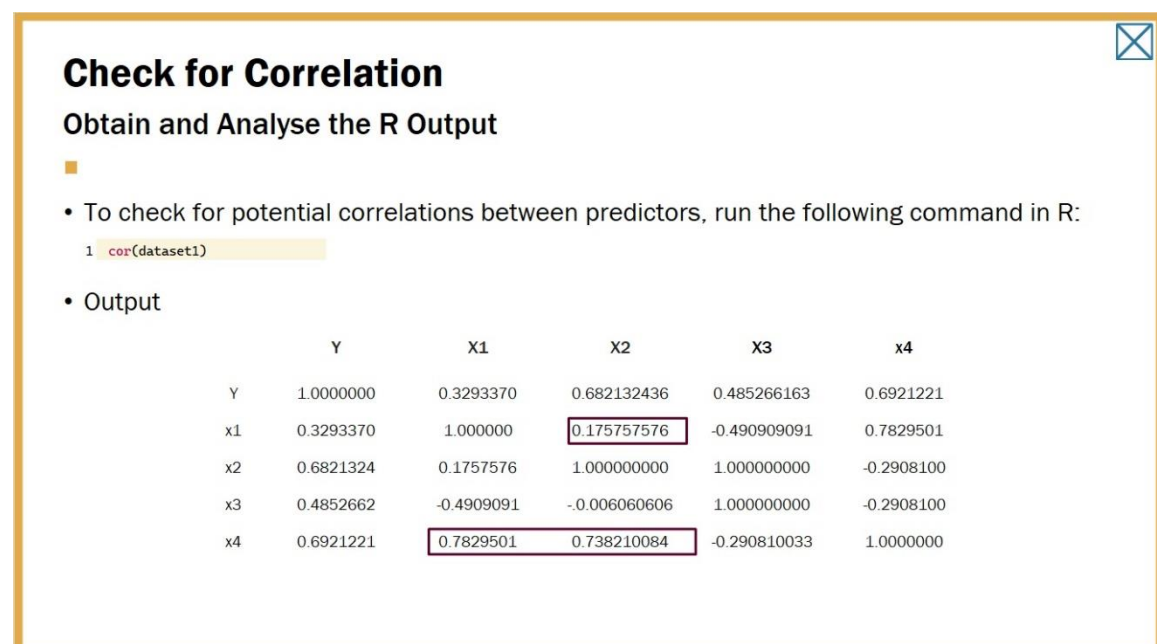 Check for Correlation
Obtain and Analyse the R Output
• To check for potential correlations between predictors, run the following command in R:
1 cor(dataset1)
• Output
Y X1 X2 X3 x4
Y 1.0000000 0.3293370 0.682132436 0.485266163 0.6921221
x1 0.3293370 1.000000 0.175757576 -0.490909091 0.7829501
x2 0.6821324 0.1757576 1.000000000 1.000000000 -0.2908100
x3 0.4852662 -0.4909091 -.0.006060606 1.000000000 -0.2908100
x4 0.6921221 0.7829501 0.738210084 -0.290810033 1.0000000